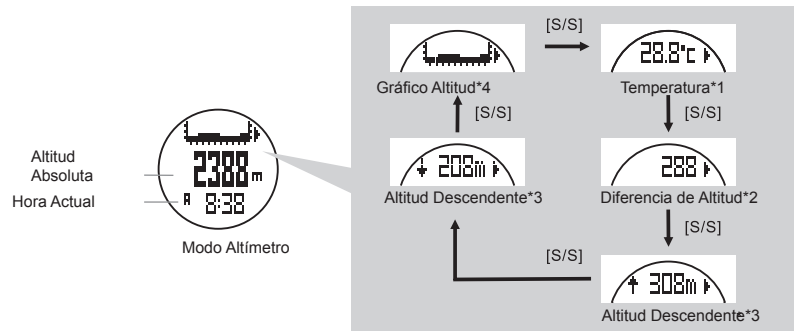 [S/S]
28.8°C
Gráfico Altitud*4
Temperatura*1
[S/S]
[S/S]
Altitud
Absoluta
2388 m
Hora Actual
A 8:38
208m
288
Altitud Descendente*3
Diferencia de Altitud*2
[S/S]
Modo Altímetro
[S/S]
308m
Altitud Descendente*3